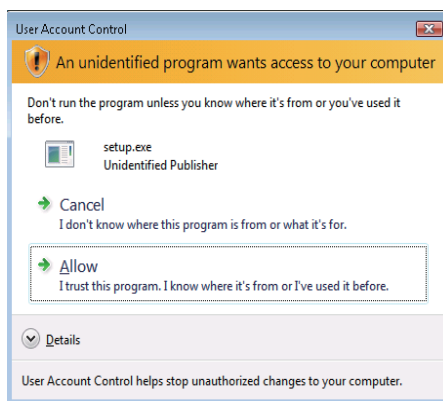 User Account Control
An unidentified program wants access to your computer
Don't run the program unless you know where it's from or you've used it
before.
setup.exe
Unidentified Publisher
Cancel
I don't know where this program is from or what it's for.
Allow
I trust this program. I know where it's from or I've used it before.
Details
User Account Control helps stop unauthorized changes to your computer.